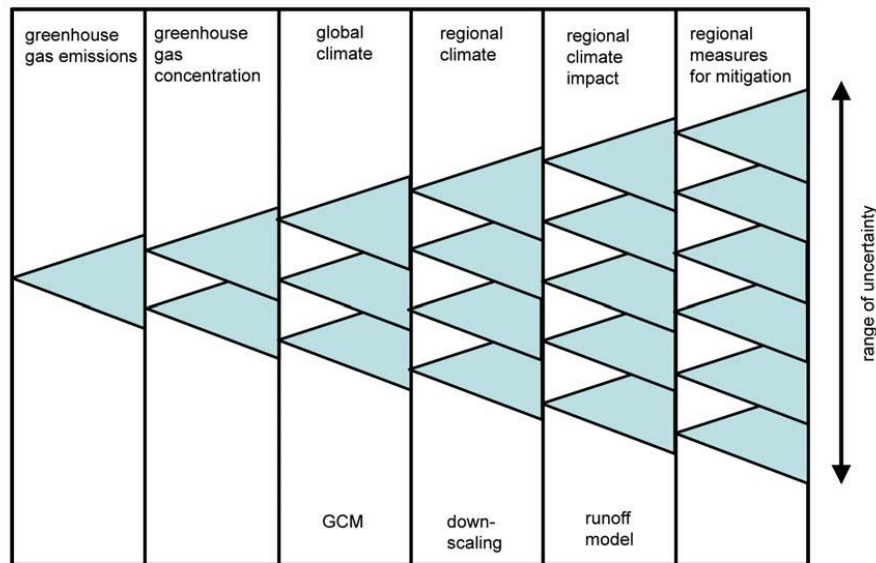 greenhouse
gas emissions
greenhouse
gas
concentration
global
climate
regional
climate
regional
climate
impact
regional
measures
for mitigation
range of uncertainty
GCM
down-
scaling
runoff
model